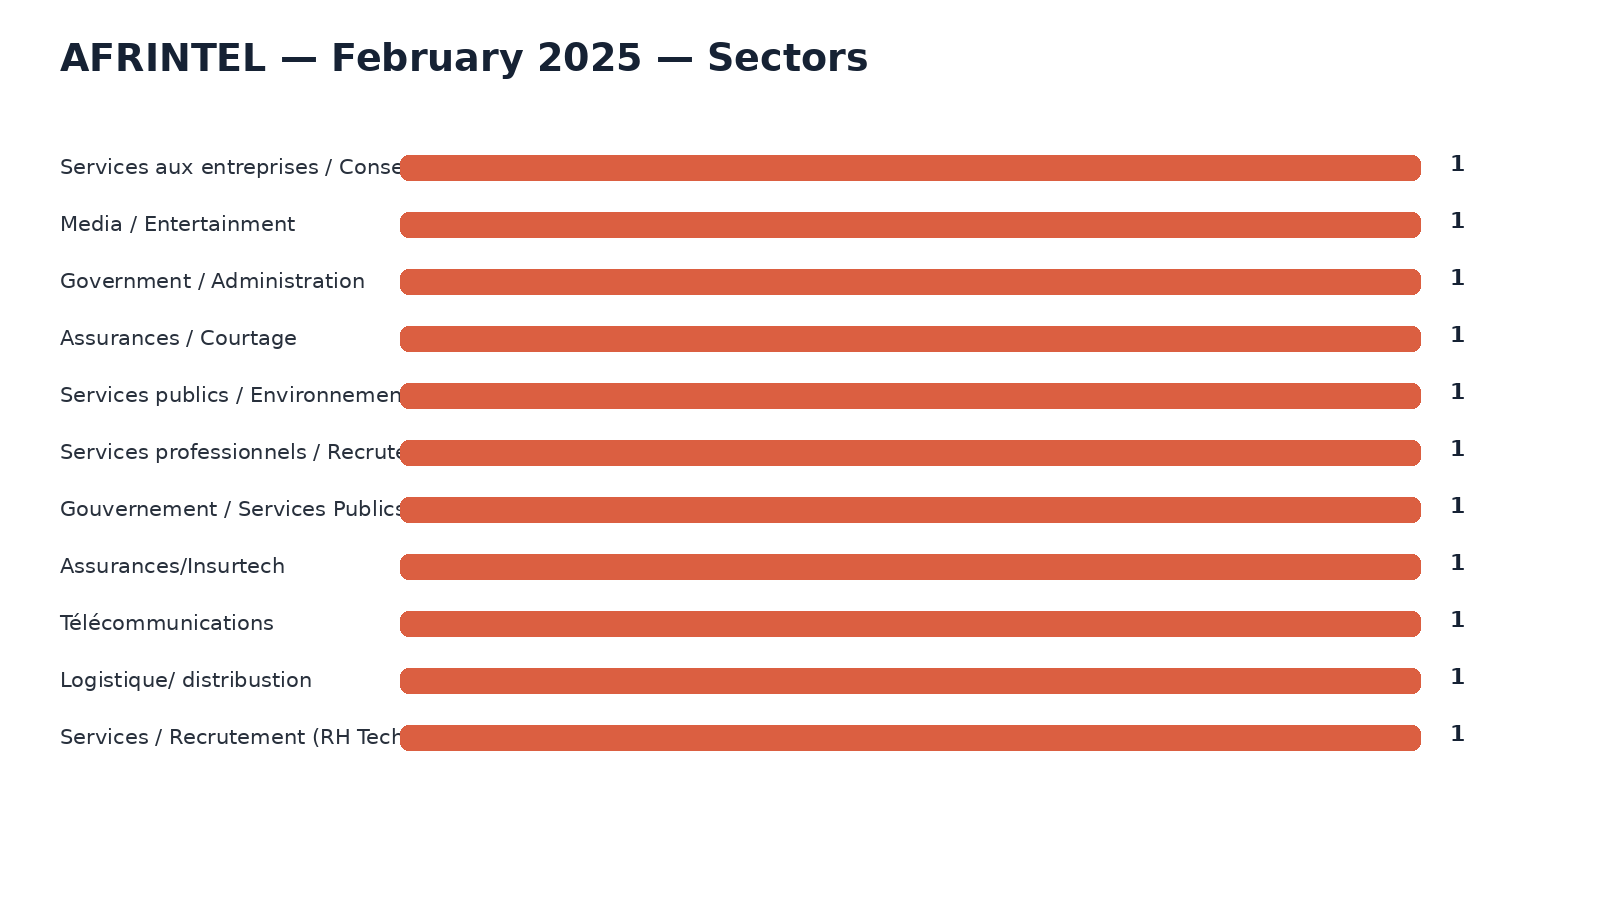 AFRINTEL — February 2025 — Sectors
Services aux entreprises / Conse 1
Media / Entertainment 1
Government / Administration 1
Assurances / Courtage 1
Services publics / Environnemen 1
Services professionnels / Recrute 1
Gouvernement / Services Publics 1
Assurances/Insurtech 1
Télécommunications 1
Logistique/ distribustion 1
Services / Recrutement (RH Tech 1